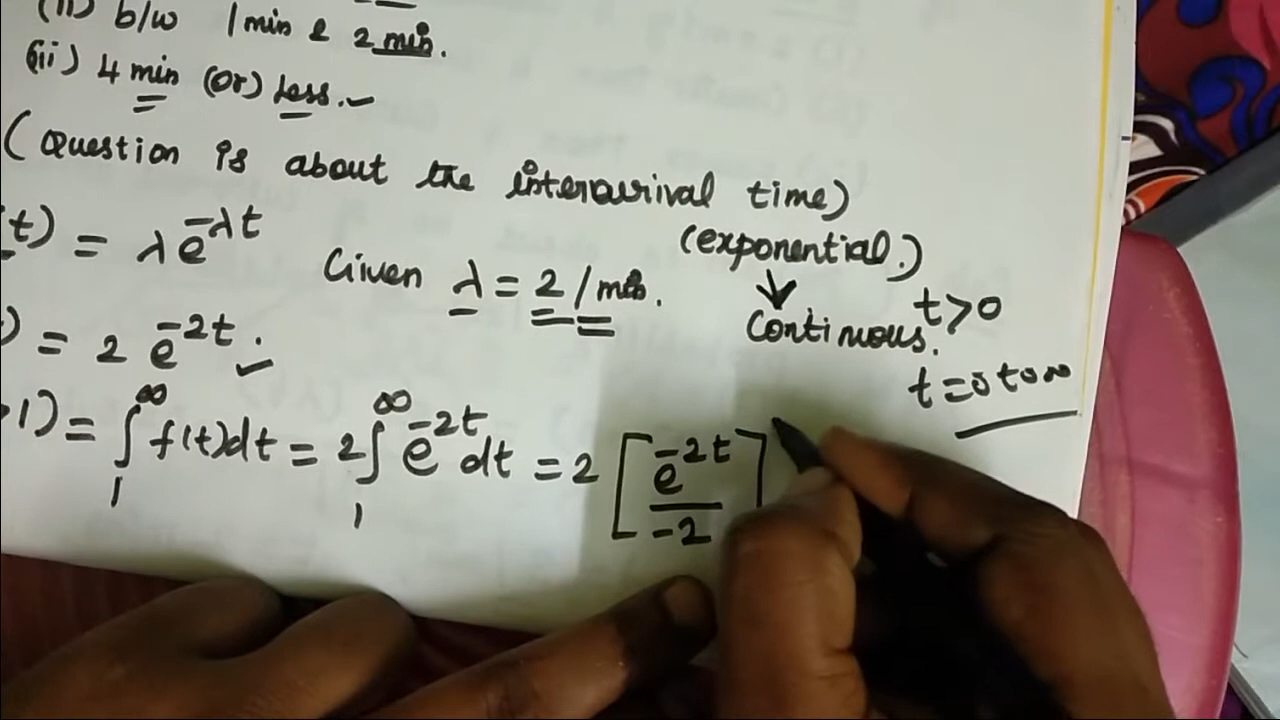 (ii) b/w 1 min & 2 min.
(iii) 4 min (or) Less.
(Question is about the interarrival time)
(exponential.)
t) = λe^-λt Given λ = 2/min.
Continuous. t>0
) = 2 e^-2t.
t=0 to ∞
1) = ∫₁^∞ f(t)dt = 2∫₁^∞ e^-2t dt = 2 [e^-2t / -2]